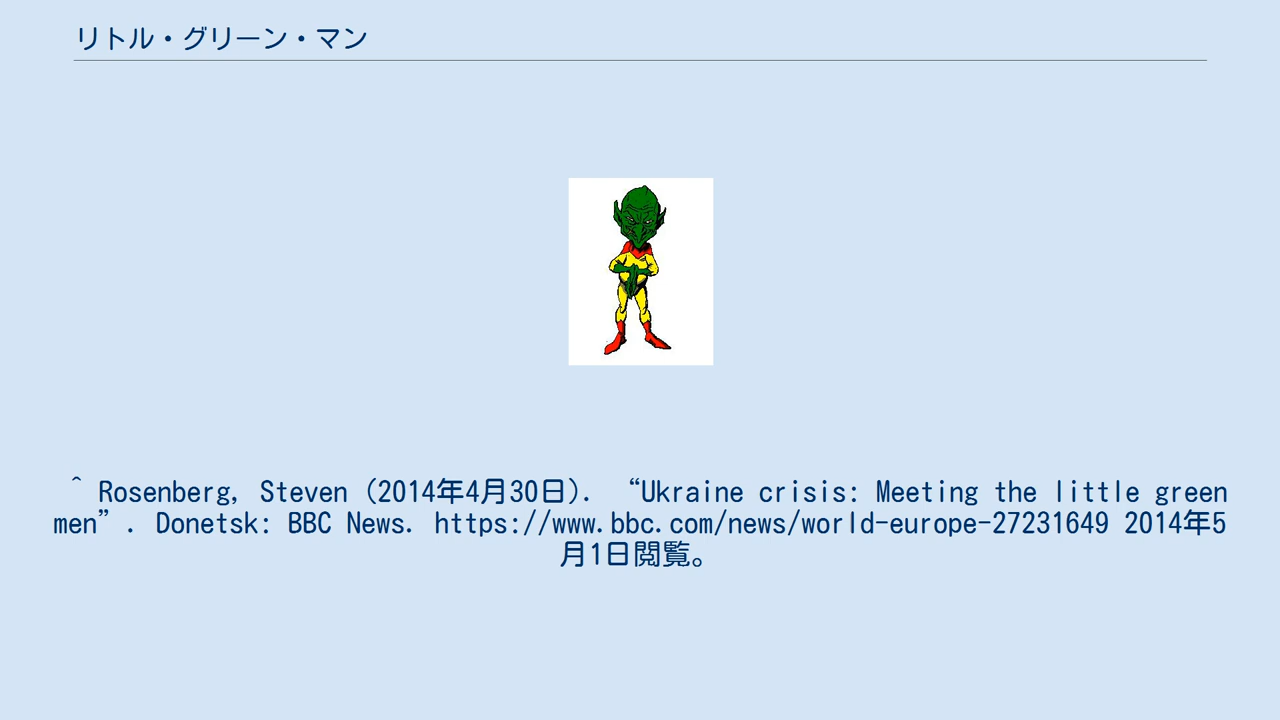 リトル・グリーン・マン
^ Rosenberg, Steven (2014年4月30日). “Ukraine crisis: Meeting the little green
men”. Donetsk: BBC News. https://www.bbc.com/news/world-europe-27231649 2014年5
月1日閲覧。